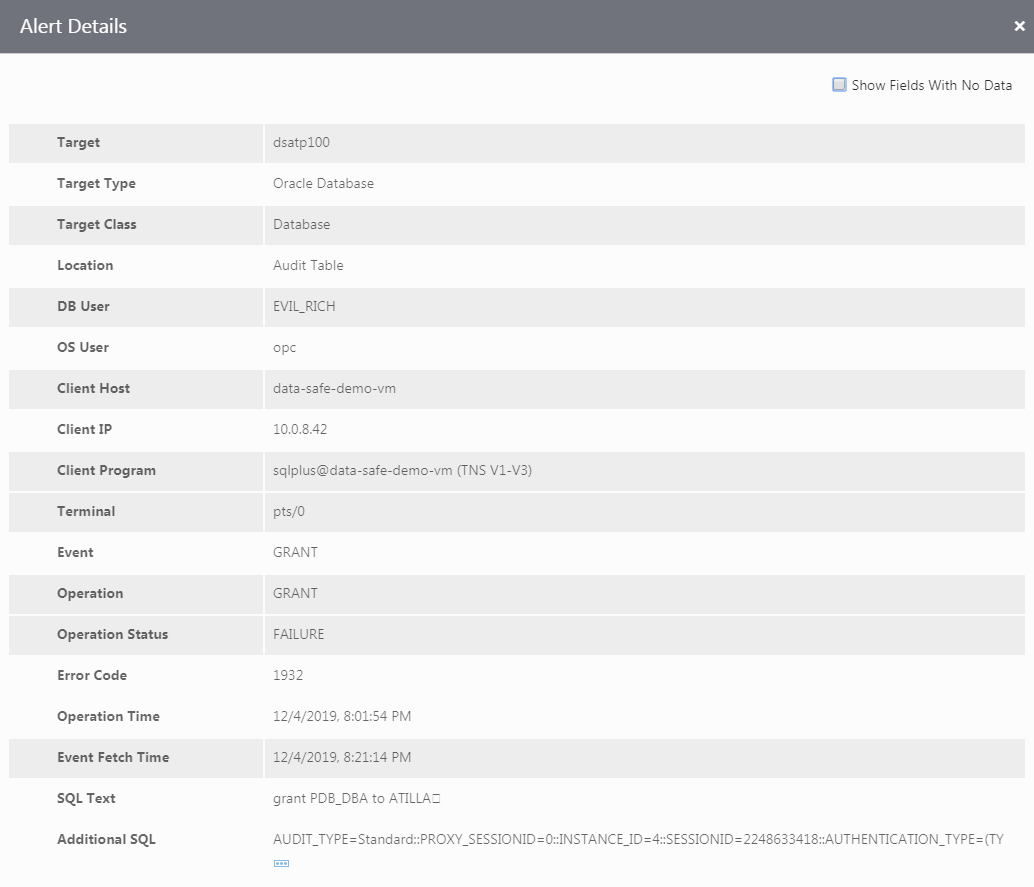 Alert Details ×
Show Fields With No Data
Target dsatp100
Target Type Oracle Database
Target Class Database
Location Audit Table
DB User EVIL_RICH
OS User opc
Client Host data-safe-demo-vm
Client IP 10.0.8.42
Client Program sqlplus@data-safe-demo-vm (TNS V1-V3)
Terminal pts/0
Event GRANT
Operation GRANT
Operation Status FAILURE
Error Code 1932
Operation Time 12/4/2019, 8:01:54 PM
Event Fetch Time 12/4/2019, 8:21:14 PM
SQL Text grant PDB_DBA to ATILLA□
Additional SQL AUDIT_TYPE=Standard::PROXY_SESSIONID=0::INSTANCE_ID=4::SESSIONID=2248633418::AUTHENTICATION_TYPE=(TY